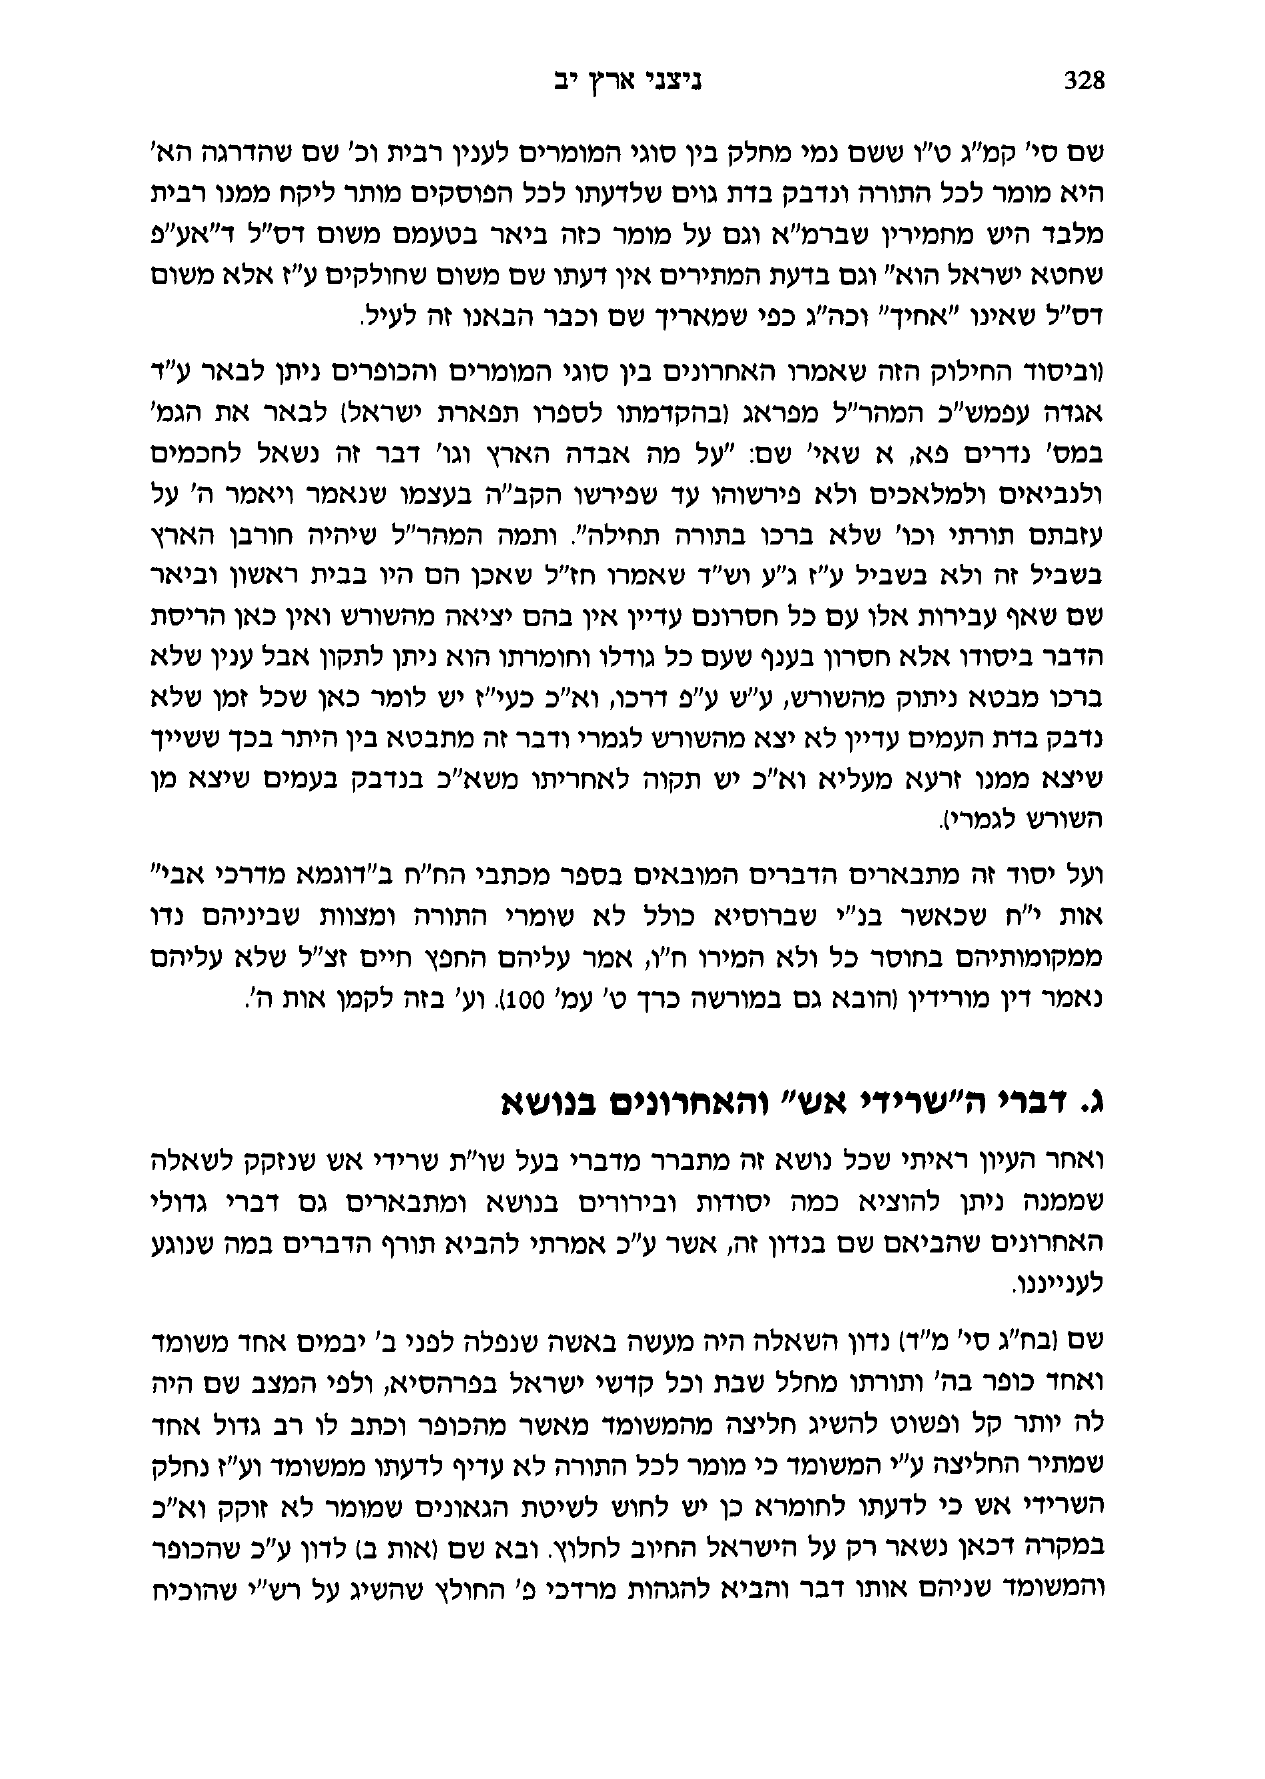 328
ניצני ארץ יב
שם סי' קמ"ג ט"ו ששם נמי מחלק בין סוגי המומרים לענין רבית וכ' שם שהדרגה הא'
היא מומר לכל התורה ונדבק בדת גוים שלדעתו לכל הפוסקים מותר ליקח ממנו רבית
מלבד היש מחמירין שברמ"א וגם על מומר כזה ביאר בטעמם משום דס"ל ד"אע"פ
שחטא ישראל הוא" וגם בדעת המתירים אין דעתו שם משום שחולקים ע"ז אלא משום
דס"ל שאינו "אחיך" וכה"ג כפי שמאריך שם וכבר הבאנו זה לעיל.
(וביסוד החילוק הזה שאמרו האחרונים בין סוגי המומרים והכופרים ניתן לבאר ע"ד
אגדה עפמש"כ המהר"ל מפראג (בהקדמתו לספרו תפארת ישראל) לבאר את הגמ'
במס' נדרים פא, א שאי' שם: "על מה אבדה הארץ וגו' דבר זה נשאל לחכמים
ולנביאים ולמלאכים ולא פירשוהו עד שפירשו הקב"ה בעצמו שנאמר ויאמר ה' על
עזבתם תורתי וכו' שלא ברכו בתורה תחילה". ותמה המהר"ל שיהיה חורבן הארץ
בשביל זה ולא בשביל ע"ז ג"ע וש"ד שאמרו חז"ל שאכן הם היו בבית ראשון וביאר
שם שאף עבירות אלו עם כל חסרונם עדיין אין בהם יציאה מהשורש ואין כאן הריסת
הדבר ביסודו אלא חסרון בענף שעם כל גודלו וחומרתו הוא ניתן לתקון אבל ענין שלא
ברכו מבטא ניתוק מהשורש, ע"ש ע"פ דרכו, וא"כ כעי"ז יש לומר כאן שכל זמן שלא
נדבק בדת העמים עדיין לא יצא מהשורש לגמרי ודבר זה מתבטא בין היתר בכך ששייך
שיצא ממנו זרעא מעליא וא"כ יש תקוה לאחריתו משא"כ בנדבק בעמים שיצא מן
השורש לגמרי).
ועל יסוד זה מתבארים הדברים המובאים בספר מכתבי הח"ח ב"דוגמא מדרכי אבי"
אות י"ח שכאשר בנ"י שברוסיא כולל לא שומרי התורה ומצוות שביניהם נדו
ממקומותיהם בחוסר כל ולא המירו ח"ו, אמר עליהם החפץ חיים זצ"ל שלא עליהם
נאמר דין מורידין (הובא גם במורשה כרך ט' עמ' 100). וע' בזה לקמן אות ה'.
ג. דברי ה"שרידי אש" והאחרונים בנושא
ואחר העיון ראיתי שכל נושא זה מתברר מדברי בעל שו"ת שרידי אש שנזקק לשאלה
שממנה ניתן להוציא כמה יסודות ובירורים בנושא ומתבארים גם דברי גדולי
האחרונים שהביאם שם בנדון זה, אשר ע"כ אמרתי להביא תורף הדברים במה שנוגע
לענייננו.
שם (בח"ג סי' מ"ד) נדון השאלה היה מעשה באשה שנפלה לפני ב' יבמים אחד משומד
ואחד כופר בה' ותורתו מחלל שבת וכל קדשי ישראל בפרהסיא, ולפי המצב שם היה
לה יותר קל ופשוט להשיג חליצה מהמשומד מאשר מהכופר וכתב לו רב גדול אחד
שמתיר החליצה ע"י המשומד כי מומר לכל התורה לא עדיף לדעתו ממשומד וע"ז נחלק
השרידי אש כי לדעתו לחומרא כן יש לחוש לשיטת הגאונים שמומר לא זוקק וא"כ
במקרה דכאן נשאר רק על הישראל החיוב לחלוץ. ובא שם (אות ב) לדון ע"כ שהכופר
והמשומד שניהם אותו דבר והביא להגהות מרדכי פ' החולץ שהשיג על רש"י שהוכיח